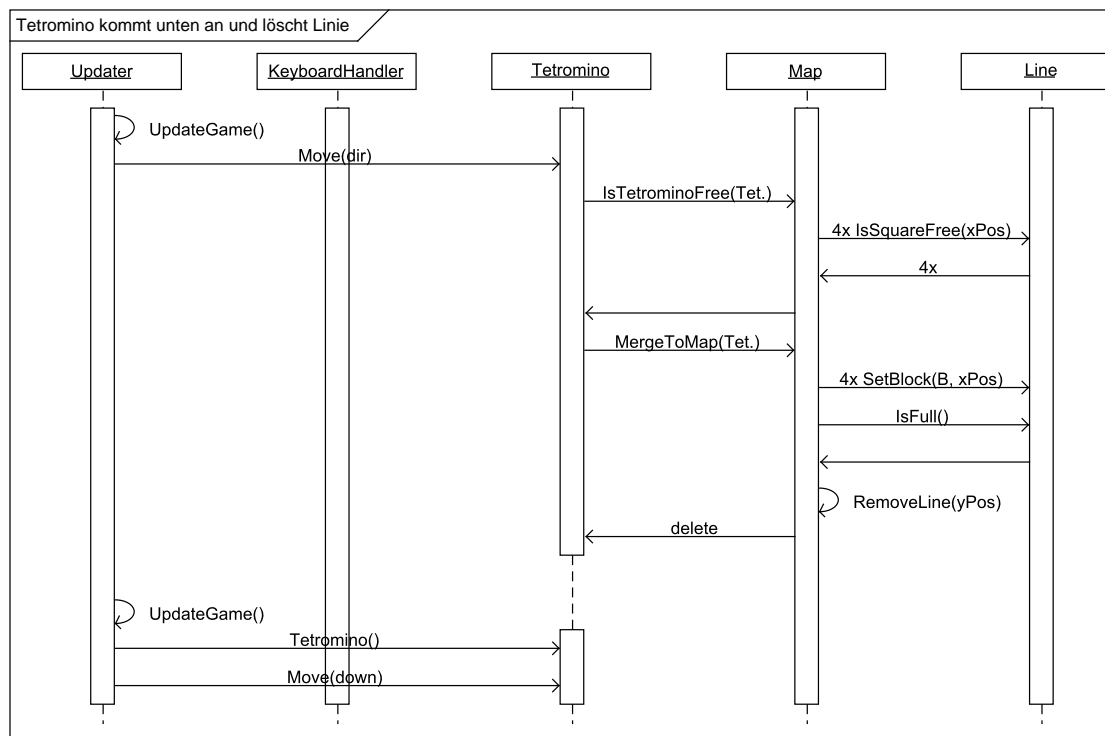 Tetromino kommt unten an und löscht Linie
Updater
KeyboardHandler
Tetromino
Map
Line
UpdateGame()
Move(dir)
IsTetrominoFree(Tet.)
4x IsSquareFree(xPos)
4x
MergeToMap(Tet.)
4x SetBlock(B, xPos)
IsFull()
RemoveLine(yPos)
delete
UpdateGame()
Tetromino()
Move(down)